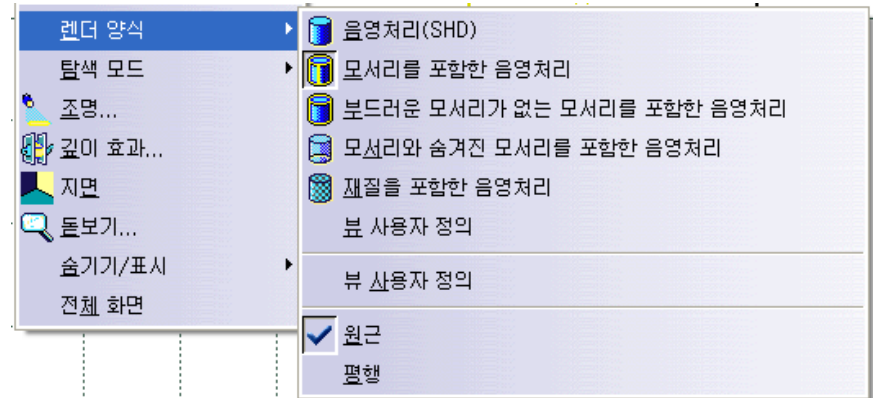 렌더 양식
탐색 모드
조명...
깊이 효과...
지면
돋보기...
숨기기/표시
전체 화면
음영처리(SHD)
모서리를 포함한 음영처리
부드러운 모서리가 없는 모서리를 포함한 음영처리
모서리와 숨겨진 모서리를 포함한 음영처리
재질을 포함한 음영처리
뷰 사용자 정의
뷰 사용자 정의
원근
평행